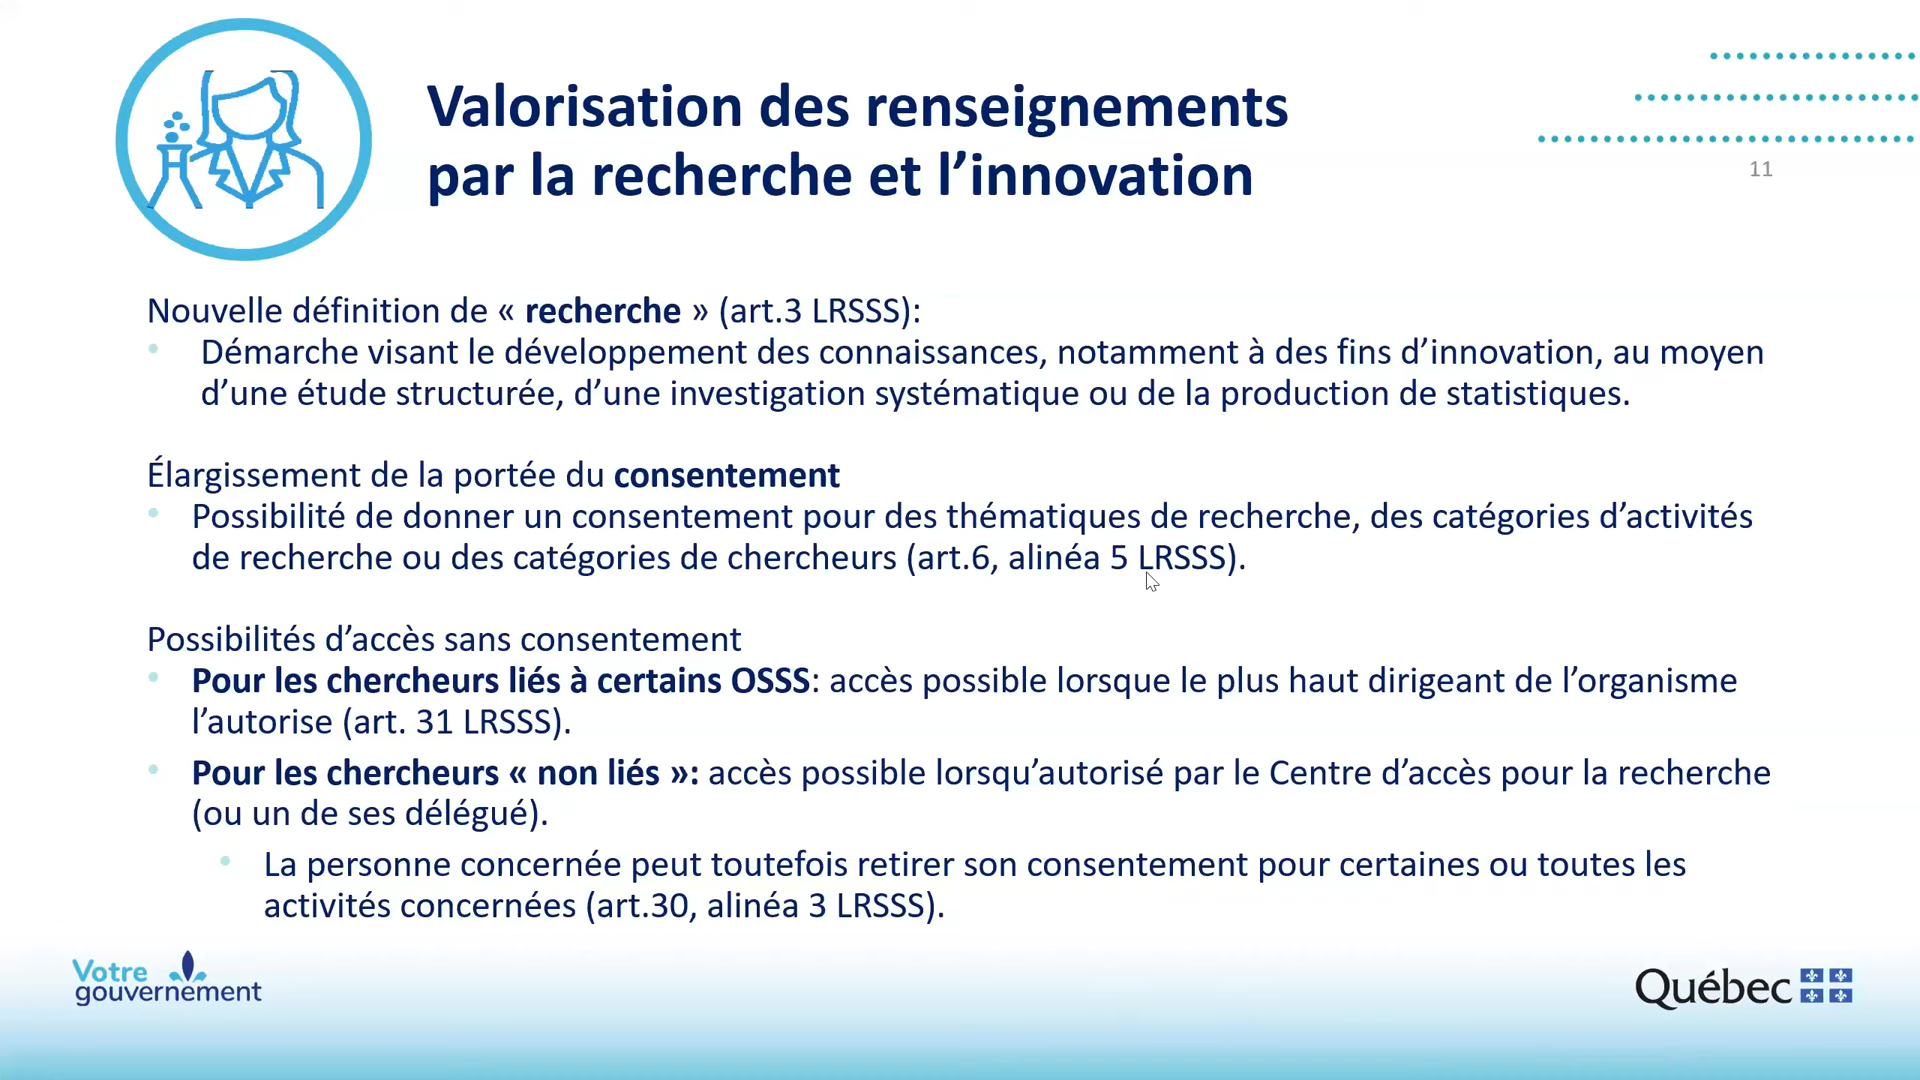 Valorisation des renseignements
par la recherche et l’innovation
11
Nouvelle définition de « recherche » (art.3 LRSSS):
• Démarche visant le développement des connaissances, notamment à des fins d’innovation, au moyen
d’une étude structurée, d’une investigation systématique ou de la production de statistiques.
Élargissement de la portée du consentement
• Possibilité de donner un consentement pour des thématiques de recherche, des catégories d’activités
de recherche ou des catégories de chercheurs (art.6, alinéa 5 LRSSS).
Possibilités d’accès sans consentement
• Pour les chercheurs liés à certains OSSS: accès possible lorsque le plus haut dirigeant de l’organisme
l’autorise (art. 31 LRSSS).
• Pour les chercheurs « non liés »: accès possible lorsqu’autorisé par le Centre d’accès pour la recherche
(ou un de ses délégué).
• La personne concernée peut toutefois retirer son consentement pour certaines ou toutes les
activités concernées (art.30, alinéa 3 LRSSS).
Votre
gouvernement
Québec